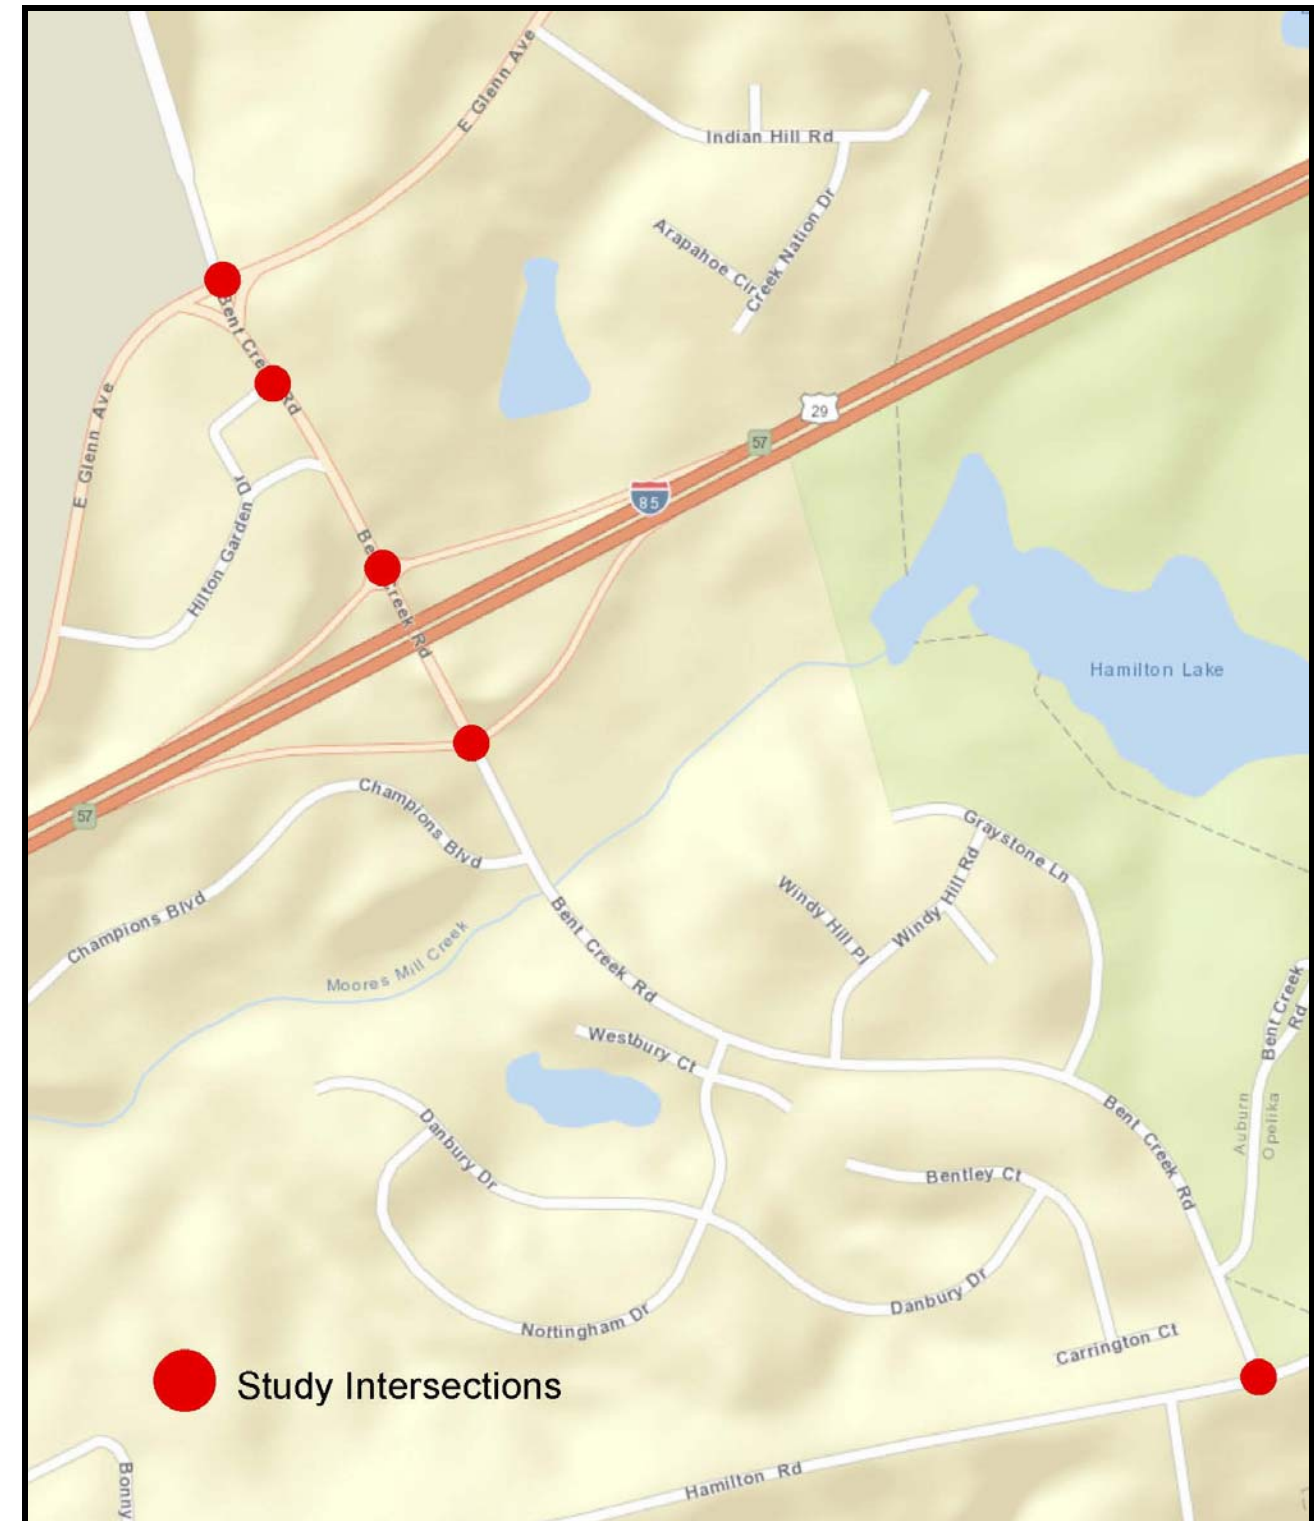 E Glenn Ave
Indian Hill Rd
Arapahoe Cir
Creek Nation Dr
Bent Cre
Rd
E Glenn Ave
29
57
85
Hilton Garden Dr
Be
Creek Rd
Hamilton Lake
57
Champions Blvd
Champions Blvd
Graystone Ln
Windy Hill Rd
Windy Hill Pl
Bent Creek Rd
Moores Mill Creek
Bent Creek
Rd
Westbury Ct
Danbury Dr
Bent Creek Rd
Auburn
Opelika
Bentley Ct
Danbury Dr
Nottingham Dr
Carrington Ct
Study Intersections
Hamilton Rd
Bonny